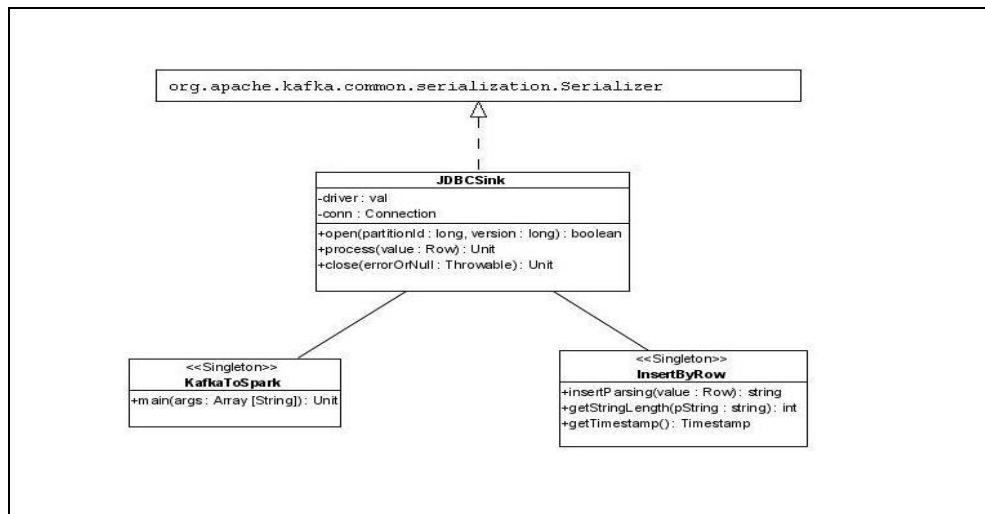 org.apache.kafka.common.serialization.Serializer
JDBCSink
-driver : val
-conn : Connection
+open(partitionId : long, version : long) : boolean
+process(value : Row) : Unit
+close(errorOrNull : Throwable) : Unit
<<Singleton>>
KafkaToSpark
+main(args : Array [String]) : Unit
<<Singleton>>
InsertByRow
+insertParsing(value : Row) : string
+getStringLength(pString : string) : int
+getTimestamp() : Timestamp